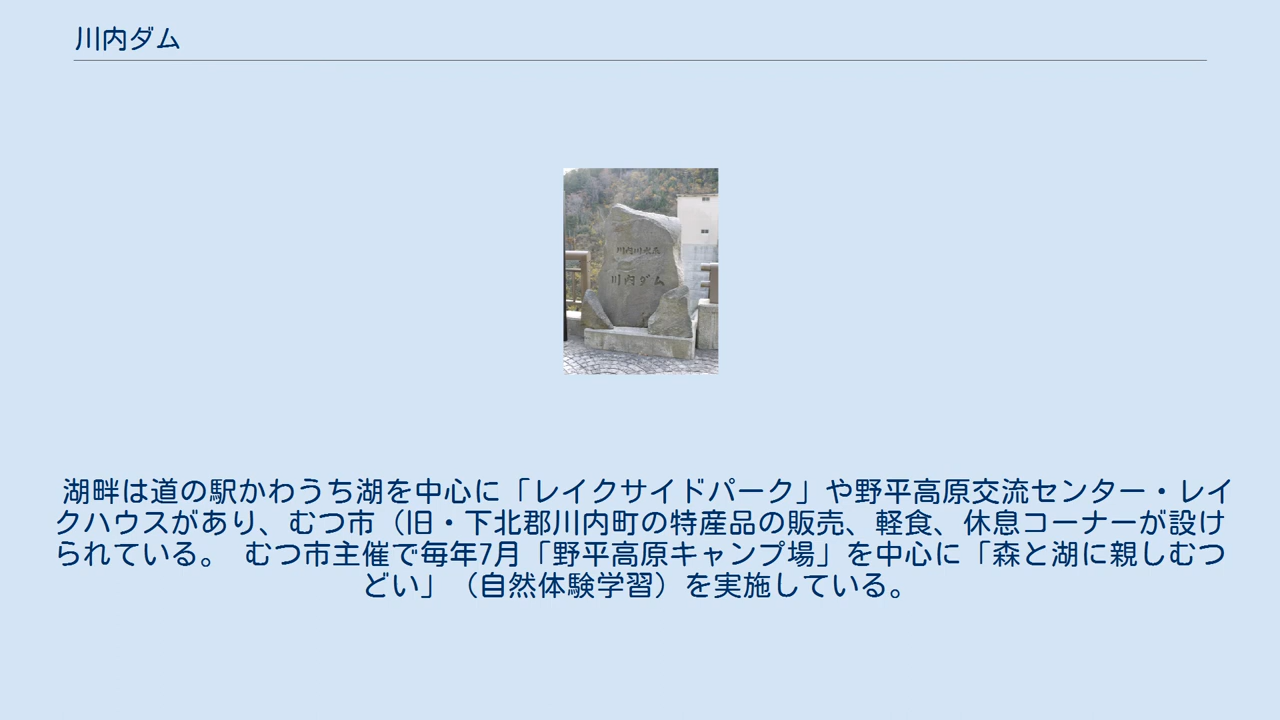 川内ダム
川内川水系
川内ダム
湖畔は道の駅かわうち湖を中心に「レイクサイドパーク」や野平高原交流センター・レイ
クハウスがあり、むつ市（旧・下北郡川内町の特産品の販売、軽食、休息コーナーが設け
られている。 むつ市主催で毎年7月「野平高原キャンプ場」を中心に「森と湖に親しむつ
どい」（自然体験学習）を実施している。